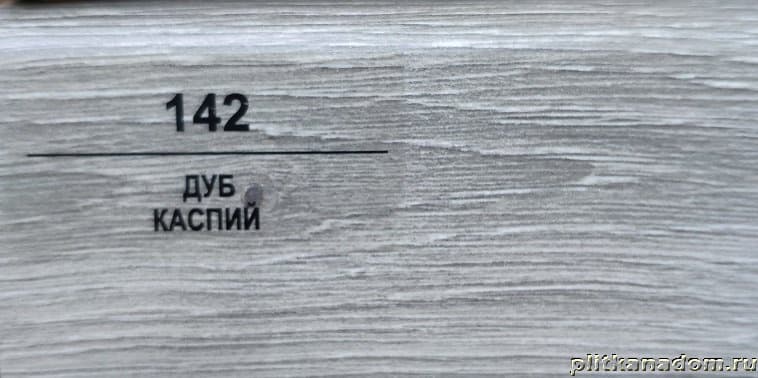 142
ДУБ
КАСПИЙ
plitkanadom.ru